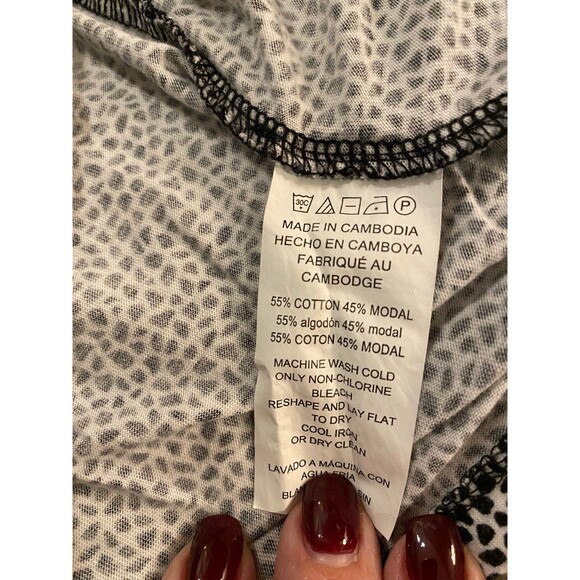 30C P
MADE IN CAMBODIA
HECHO EN CAMBOYA
FABRIQUÉ AU
CAMBODGE
55% COTTON 45% MODAL
55% algodón 45% modal
55% COTON 45% MODAL
MACHINE WASH COLD
ONLY NON-CHLORINE
BLEACH
RESHAPE AND LAY FLAT
TO DRY
COOL IRON
OR DRY CLEAN
LAVADO A MAQUINA CON
AGUA FRIA